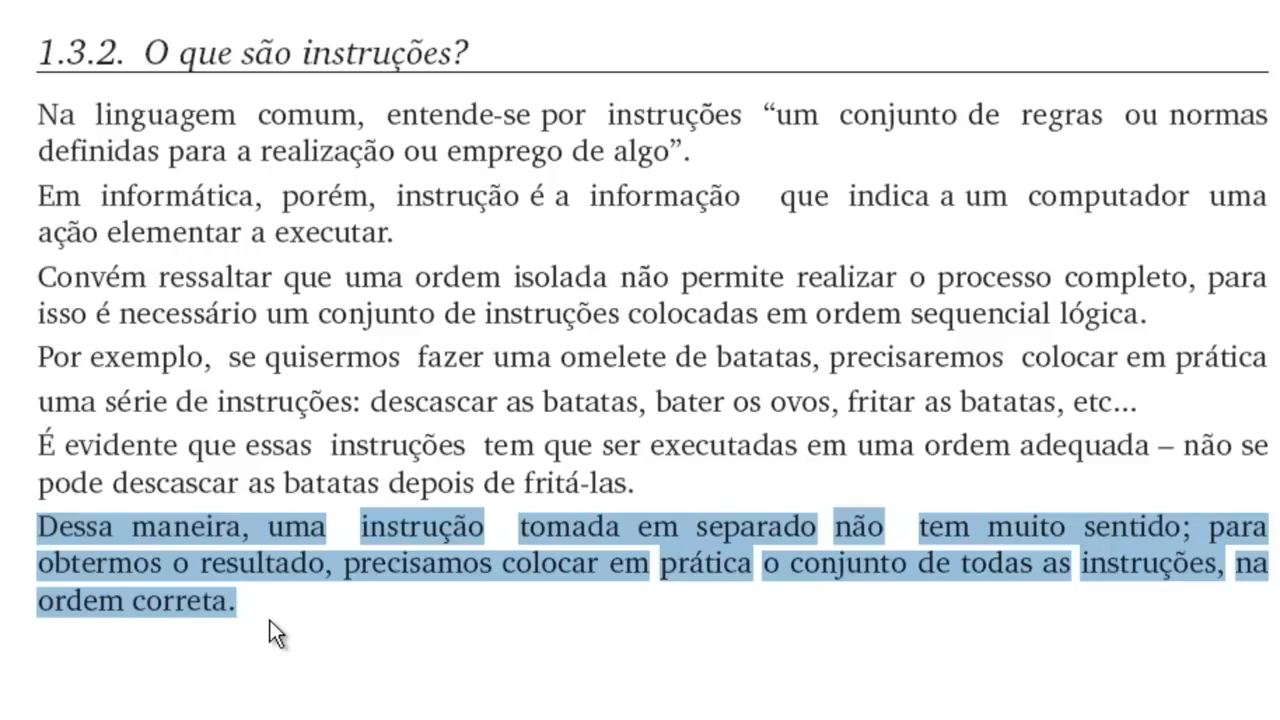 1.3.2. O que são instruções?
Na linguagem comum, entende-se por instruções “um conjunto de regras ou normas
definidas para a realização ou emprego de algo”.
Em informática, porém, instrução é a informação que indica a um computador uma
ação elementar a executar.
Convém ressaltar que uma ordem isolada não permite realizar o processo completo, para
isso é necessário um conjunto de instruções colocadas em ordem sequencial lógica.
Por exemplo, se quisermos fazer uma omelete de batatas, precisaremos colocar em prática
uma série de instruções: descascar as batatas, bater os ovos, fritar as batatas, etc...
É evidente que essas instruções tem que ser executadas em uma ordem adequada – não se
pode descascar as batatas depois de fritá-las.
Dessa maneira, uma instrução tomada em separado não tem muito sentido; para
obtermos o resultado, precisamos colocar em prática o conjunto de todas as instruções, na
ordem correta.